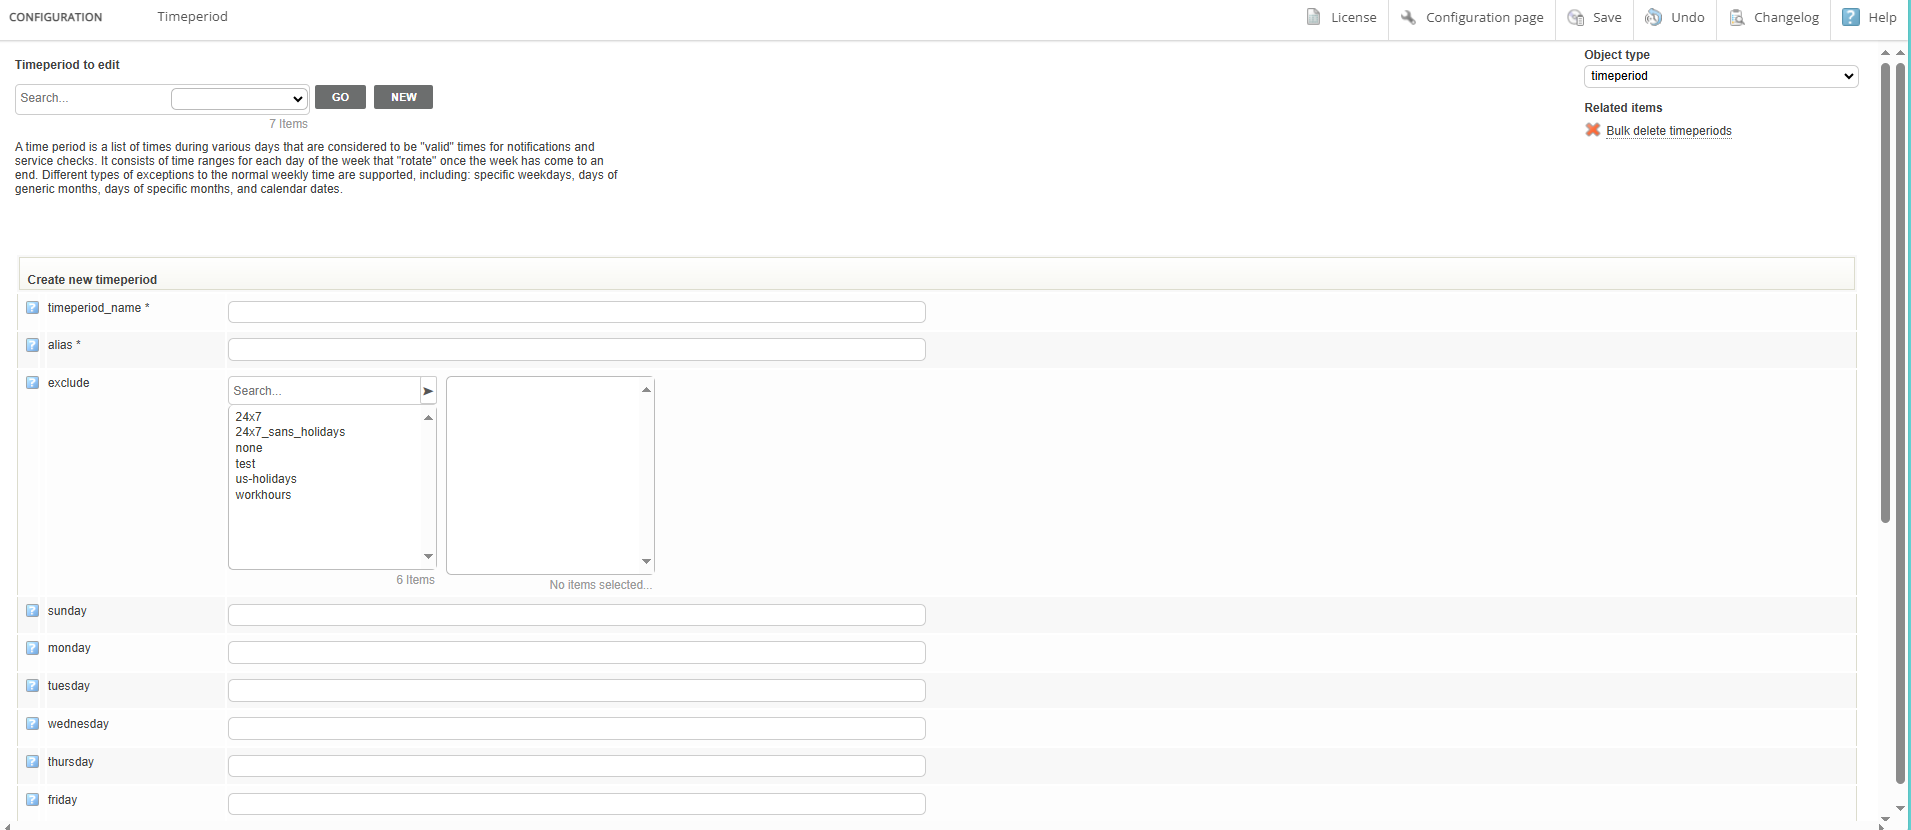 CONFIGURATION Timeperiod License Configuration page Save Undo Changelog Help
Timeperiod to edit
Search...
GO NEW
7 Items
A time period is a list of times during various days that are considered to be "valid" times for notifications and
service checks. It consists of time ranges for each day of the week that "rotate" once the week has come to an
end. Different types of exceptions to the normal weekly time are supported, including: specific weekdays, days of
generic months, days of specific months, and calendar dates.
Object type
timeperiod
Related items
Bulk delete timeperiods
Create new timeperiod
timeperiod_name *
alias *
exclude
Search...
24x7
24x7_sans_holidays
none
test
us-holidays
workhours
6 Items
No items selected...
sunday
monday
tuesday
wednesday
thursday
friday